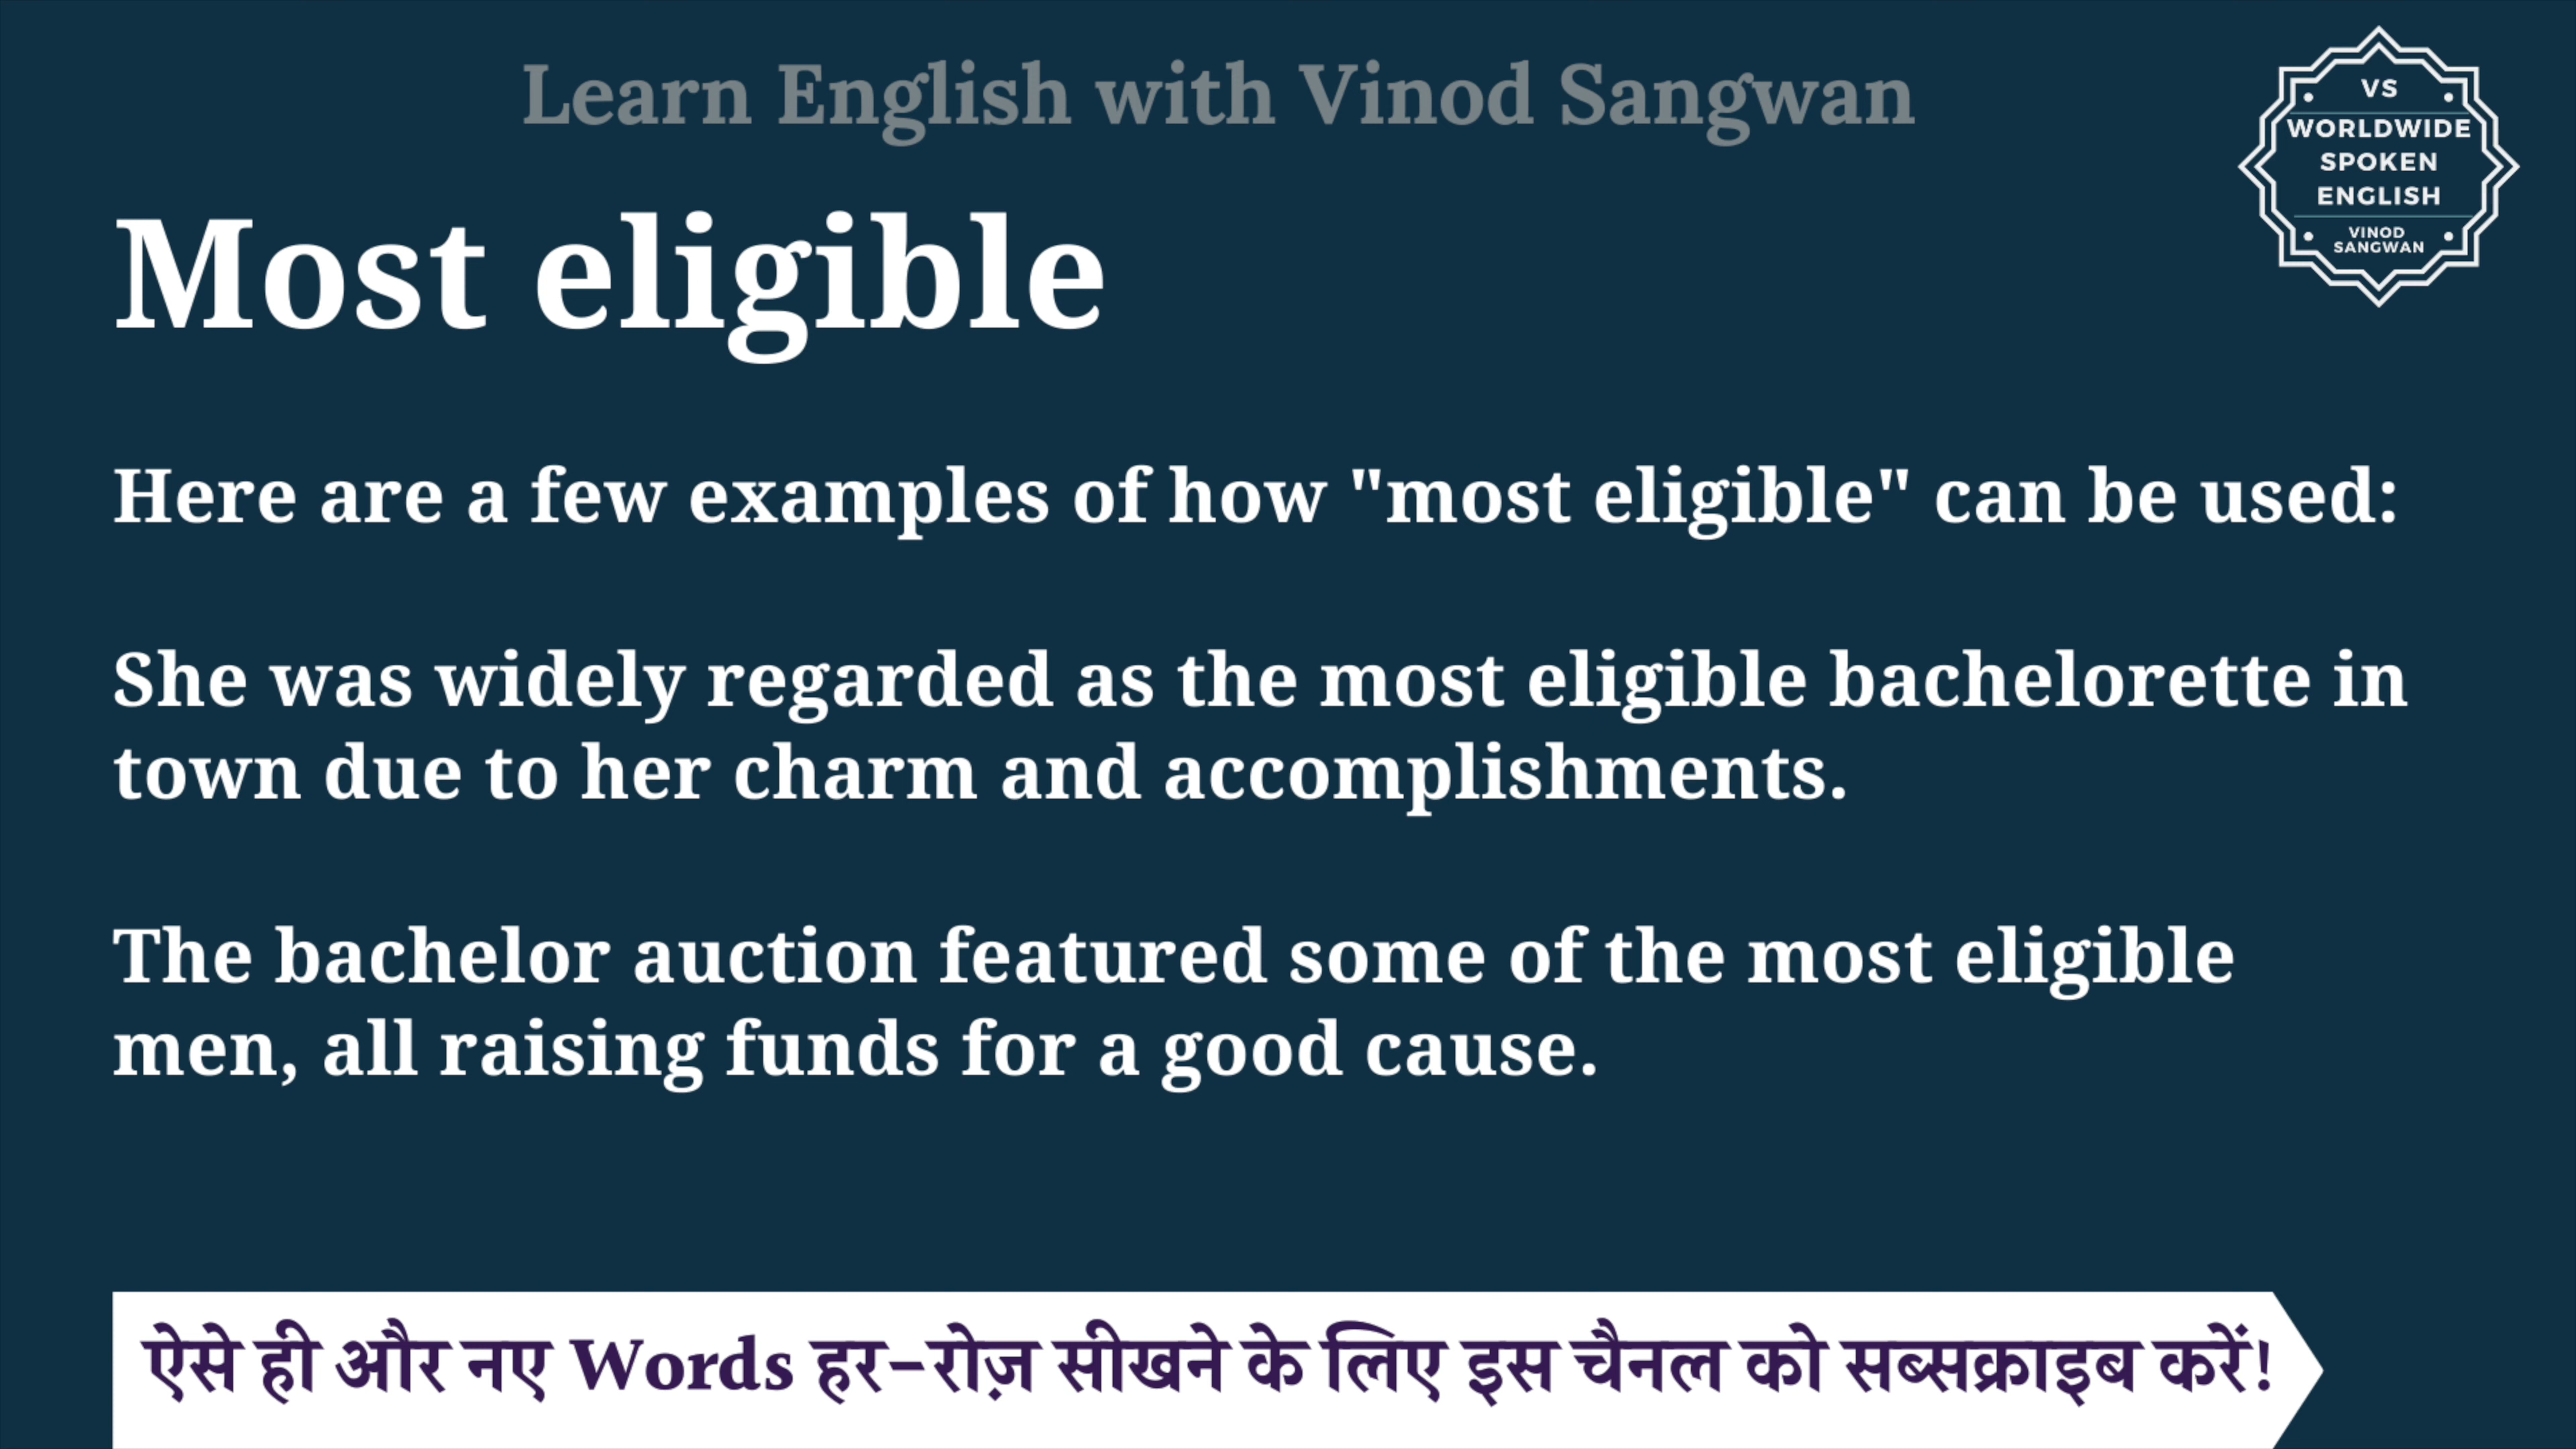 Learn English with Vinod Sangwan
VS
WORLDWIDE
SPOKEN
ENGLISH
VINOD
SANGWAN
Most eligible
Here are a few examples of how "most eligible" can be used:
She was widely regarded as the most eligible bachelorette in
town due to her charm and accomplishments.
The bachelor auction featured some of the most eligible
men, all raising funds for a good cause.
ऐसे ही और नए Words हर-रोज़ सीखने के लिए इस चैनल को सब्सक्राइब करें!